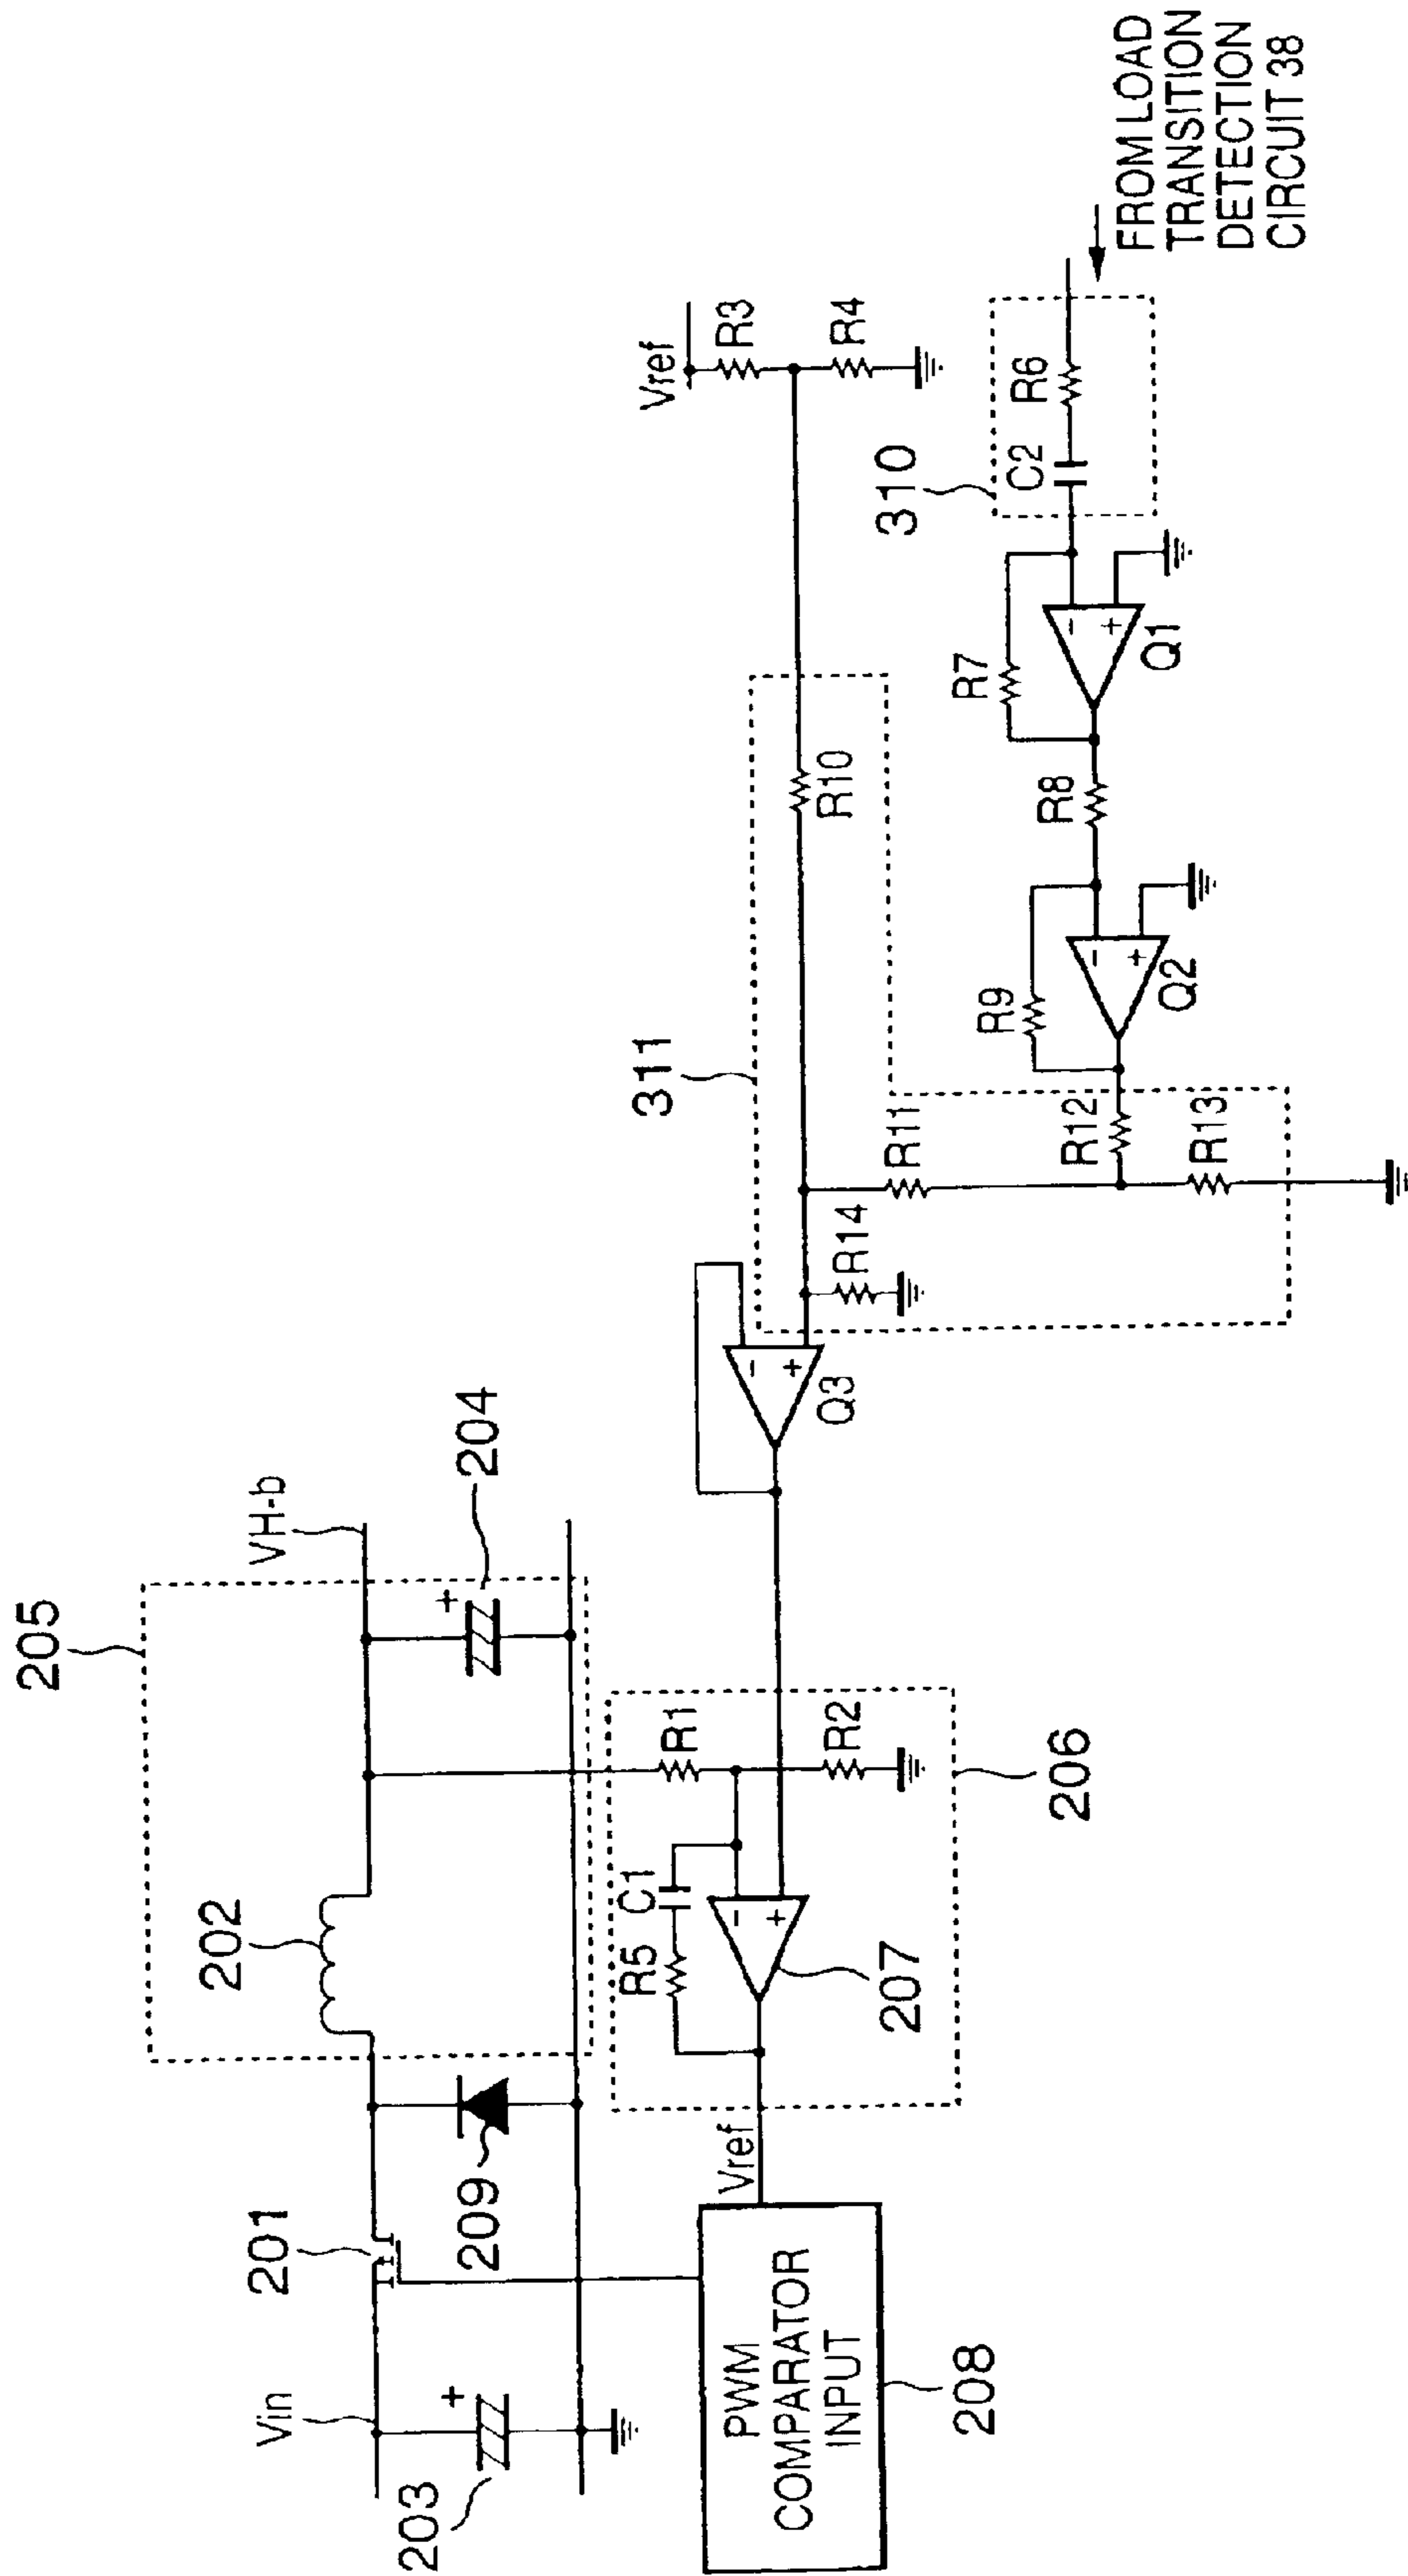 205
VH-b
204
202
201
209
Vin
203
+
+
R1
R2
C1
R5
-
+
207
206
Vref
PWM
COMPARATOR
INPUT
208
-
+
Q3
311
R10
R14
R11
R12
R13
Vref
R3
R4
R9
-
+
Q2
R8
R7
-
+
Q1
310
C2
R6
FROM LOAD
TRANSITION
DETECTION
CIRCUIT 38